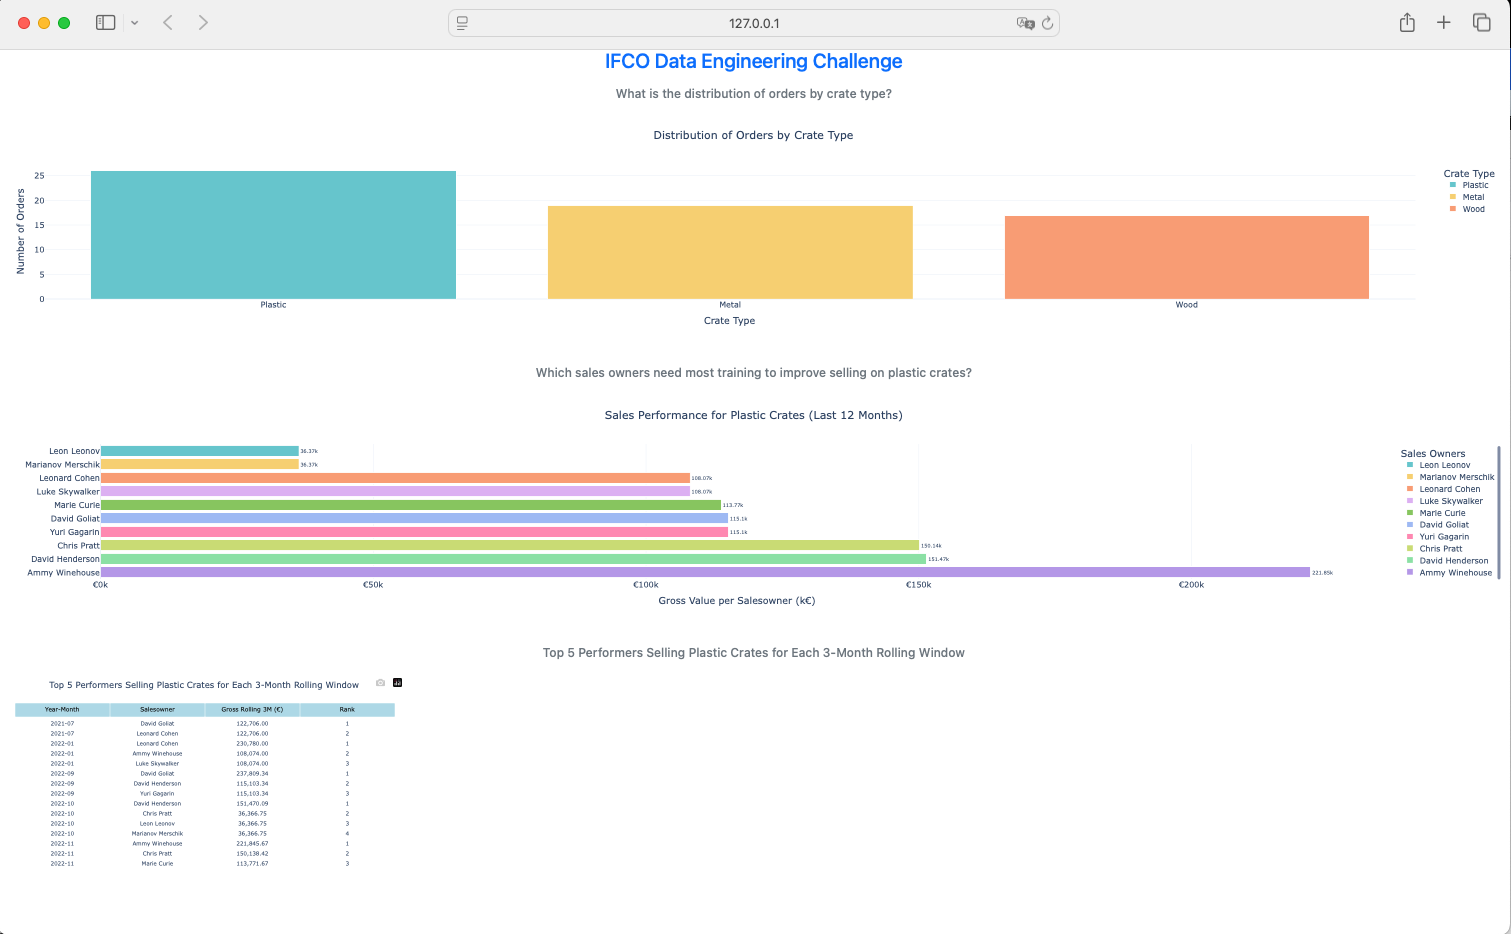 127.0.0.1
IFCO Data Engineering Challenge
What is the distribution of orders by crate type?
Distribution of Orders by Crate Type
Number of Orders
25
20
15
10
5
0
Plastic
Metal
Wood
Crate Type
Crate Type
Plastic
Metal
Wood
Which sales owners need most training to improve selling on plastic crates?
Sales Performance for Plastic Crates (Last 12 Months)
Leon Leonov 36.37k
Marianov Merschik 36.37k
Leonard Cohen 108.07k
Luke Skywalker 108.07k
Marie Curie 113.77k
David Goliat 115.1k
Yuri Gagarin 115.1k
Chris Pratt 150.14k
David Henderson 151.47k
Ammy Winehouse 221.85k
€0k €50k €100k €150k €200k
Gross Value per Salesowner (k€)
Sales Owners
Leon Leonov
Marianov Merschik
Leonard Cohen
Luke Skywalker
Marie Curie
David Goliat
Yuri Gagarin
Chris Pratt
David Henderson
Ammy Winehouse
Top 5 Performers Selling Plastic Crates for Each 3-Month Rolling Window
Top 5 Performers Selling Plastic Crates for Each 3-Month Rolling Window
Year-Month Salesowner Gross Rolling 3M (€) Rank
2021-07 David Goliat 122,706.00 1
2021-07 Leonard Cohen 122,706.00 2
2022-01 Leonard Cohen 230,780.00 1
2022-01 Ammy Winehouse 108,074.00 2
2022-01 Luke Skywalker 108,074.00 3
2022-09 David Goliat 237,809.34 1
2022-09 David Henderson 115,103.34 2
2022-09 Yuri Gagarin 115,103.34 3
2022-10 David Henderson 151,470.09 1
2022-10 Chris Pratt 36,366.75 2
2022-10 Leon Leonov 36,366.75 3
2022-10 Marianov Merschik 36,366.75 4
2022-11 Ammy Winehouse 221,845.67 1
2022-11 Chris Pratt 150,138.42 2
2022-11 Marie Curie 113,771.67 3